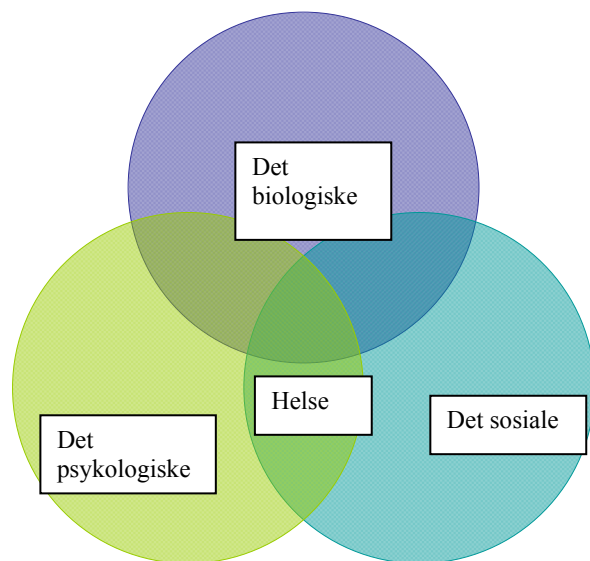 Det
biologiske
Helse
Det sosiale
Det
psykologiske